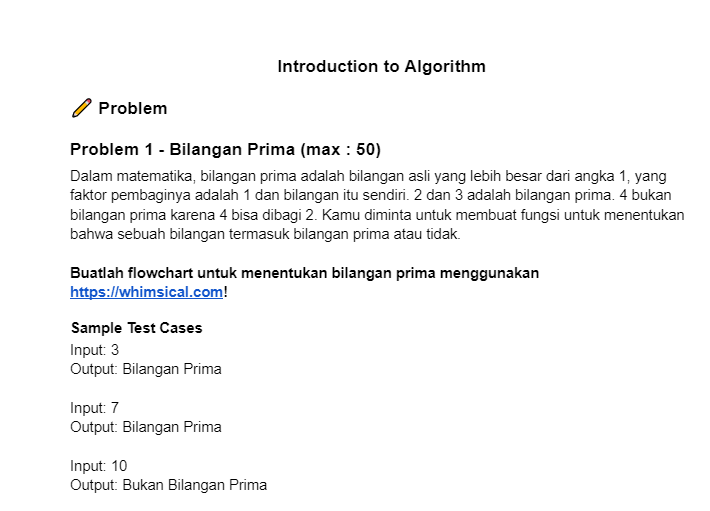 Introduction to Algorithm
Problem
Problem 1 - Bilangan Prima (max : 50)
Dalam matematika, bilangan prima adalah bilangan asli yang lebih besar dari angka 1, yang
faktor pembaginya adalah 1 dan bilangan itu sendiri. 2 dan 3 adalah bilangan prima. 4 bukan
bilangan prima karena 4 bisa dibagi 2. Kamu diminta untuk membuat fungsi untuk menentukan
bahwa sebuah bilangan termasuk bilangan prima atau tidak.
Buatlah flowchart untuk menentukan bilangan prima menggunakan
https://whimsical.com!
Sample Test Cases
Input: 3
Output: Bilangan Prima
Input: 7
Output: Bilangan Prima
Input: 10
Output: Bukan Bilangan Prima